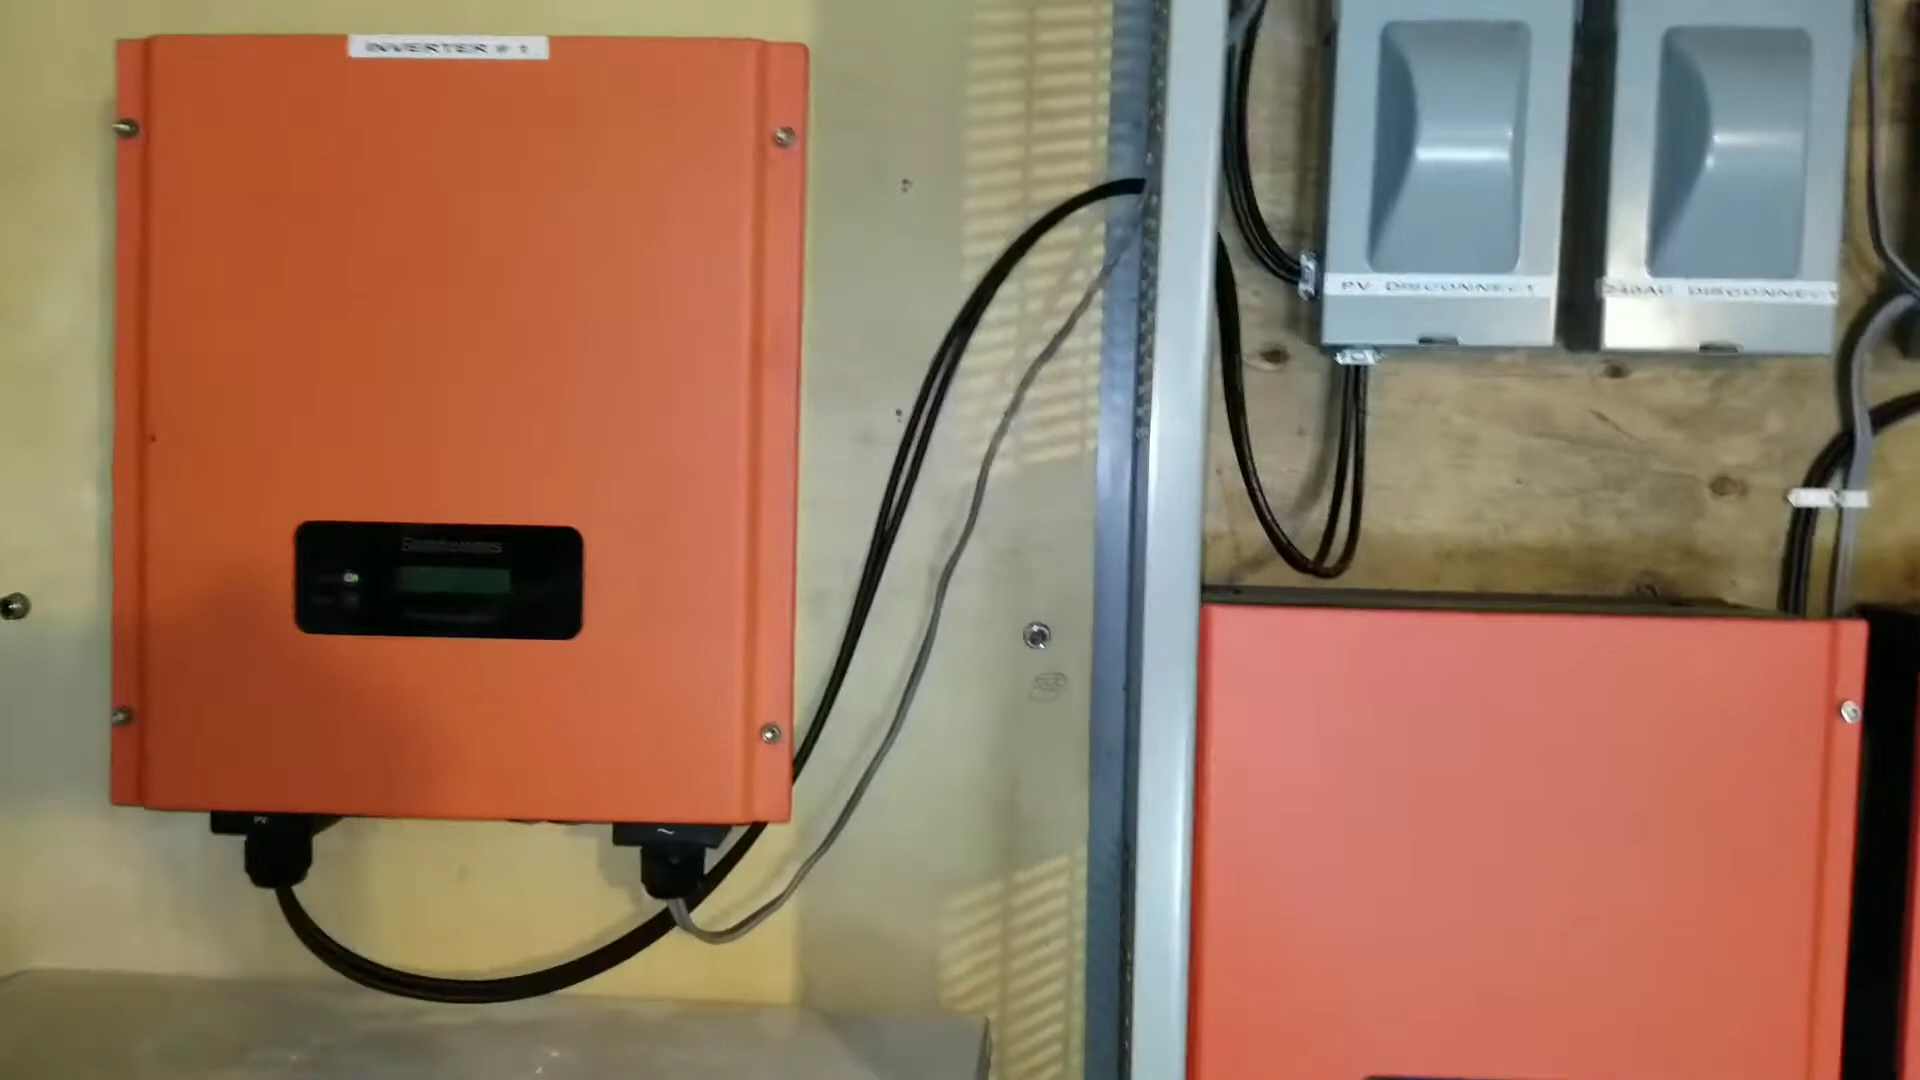 INVERTER # 1
PV DISCONNECT
240AC DISCONNECT
PV
~